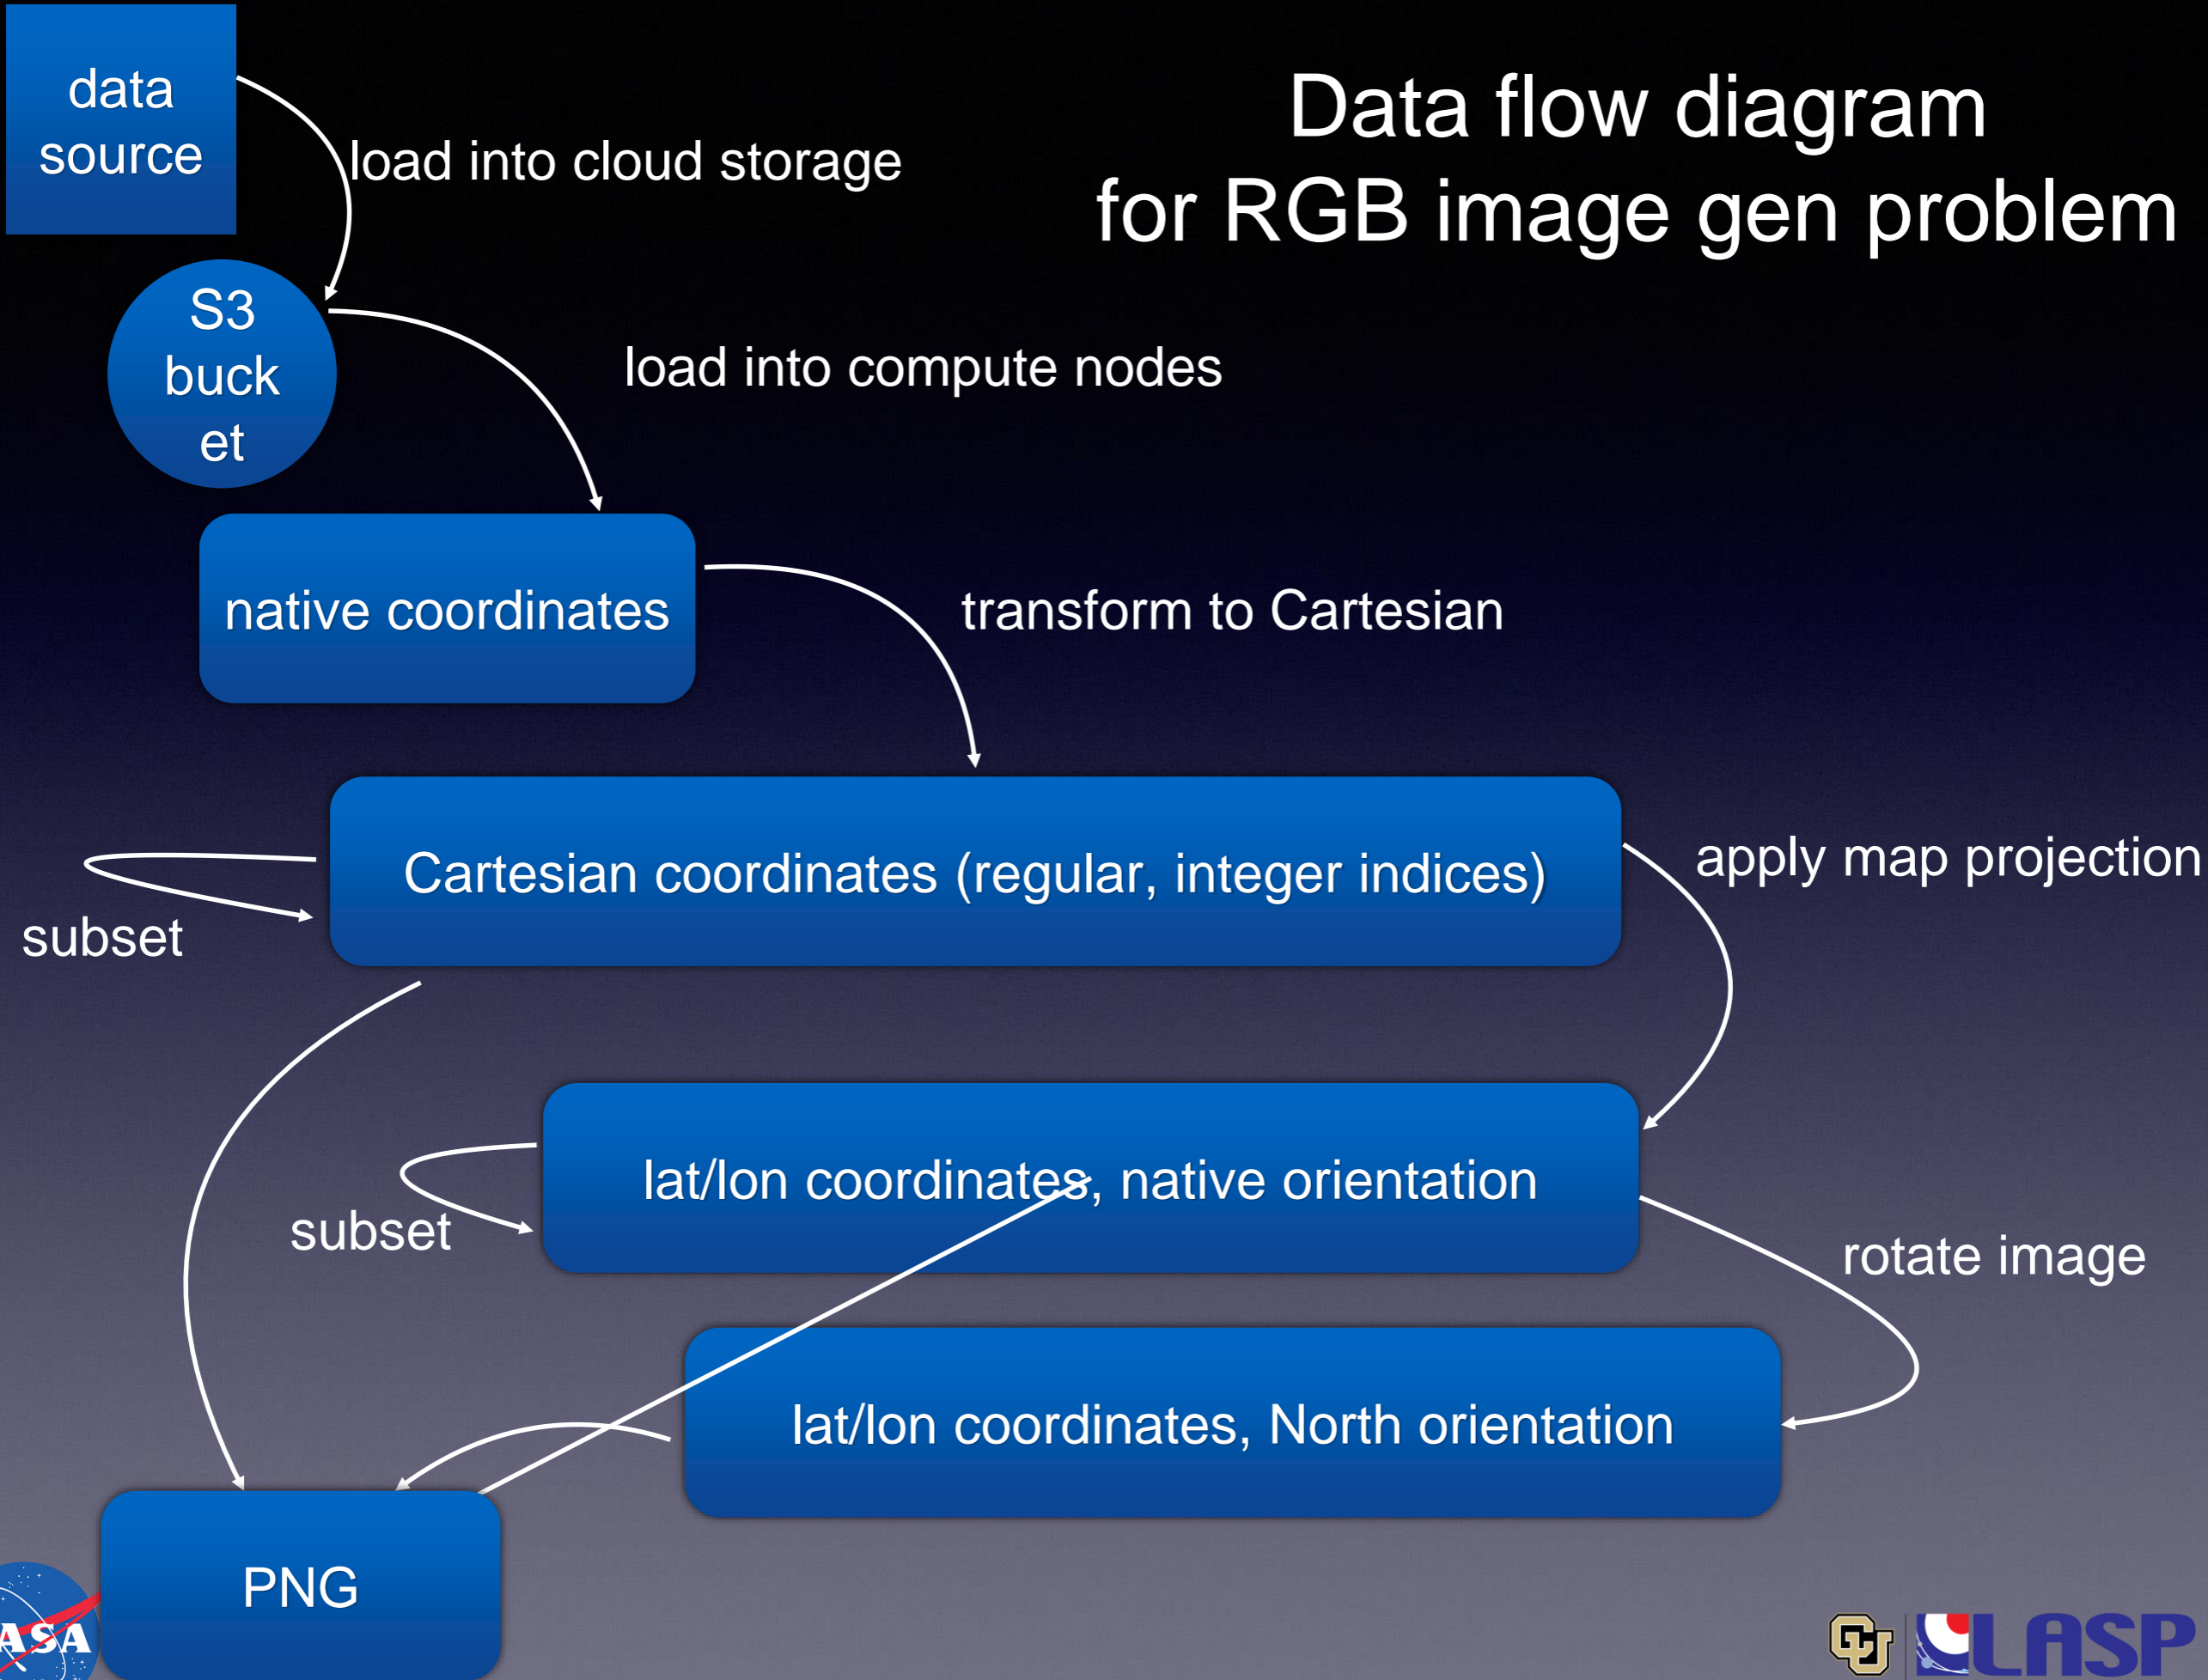 data
source
Data flow diagram
for RGB image gen problem
load into cloud storage
S3
buck
et
load into compute nodes
native coordinates
transform to Cartesian
Cartesian coordinates (regular, integer indices)
apply map projection
subset
lat/lon coordinates, native orientation
subset
rotate image
lat/lon coordinates, North orientation
PNG
ASA
CU
LASP